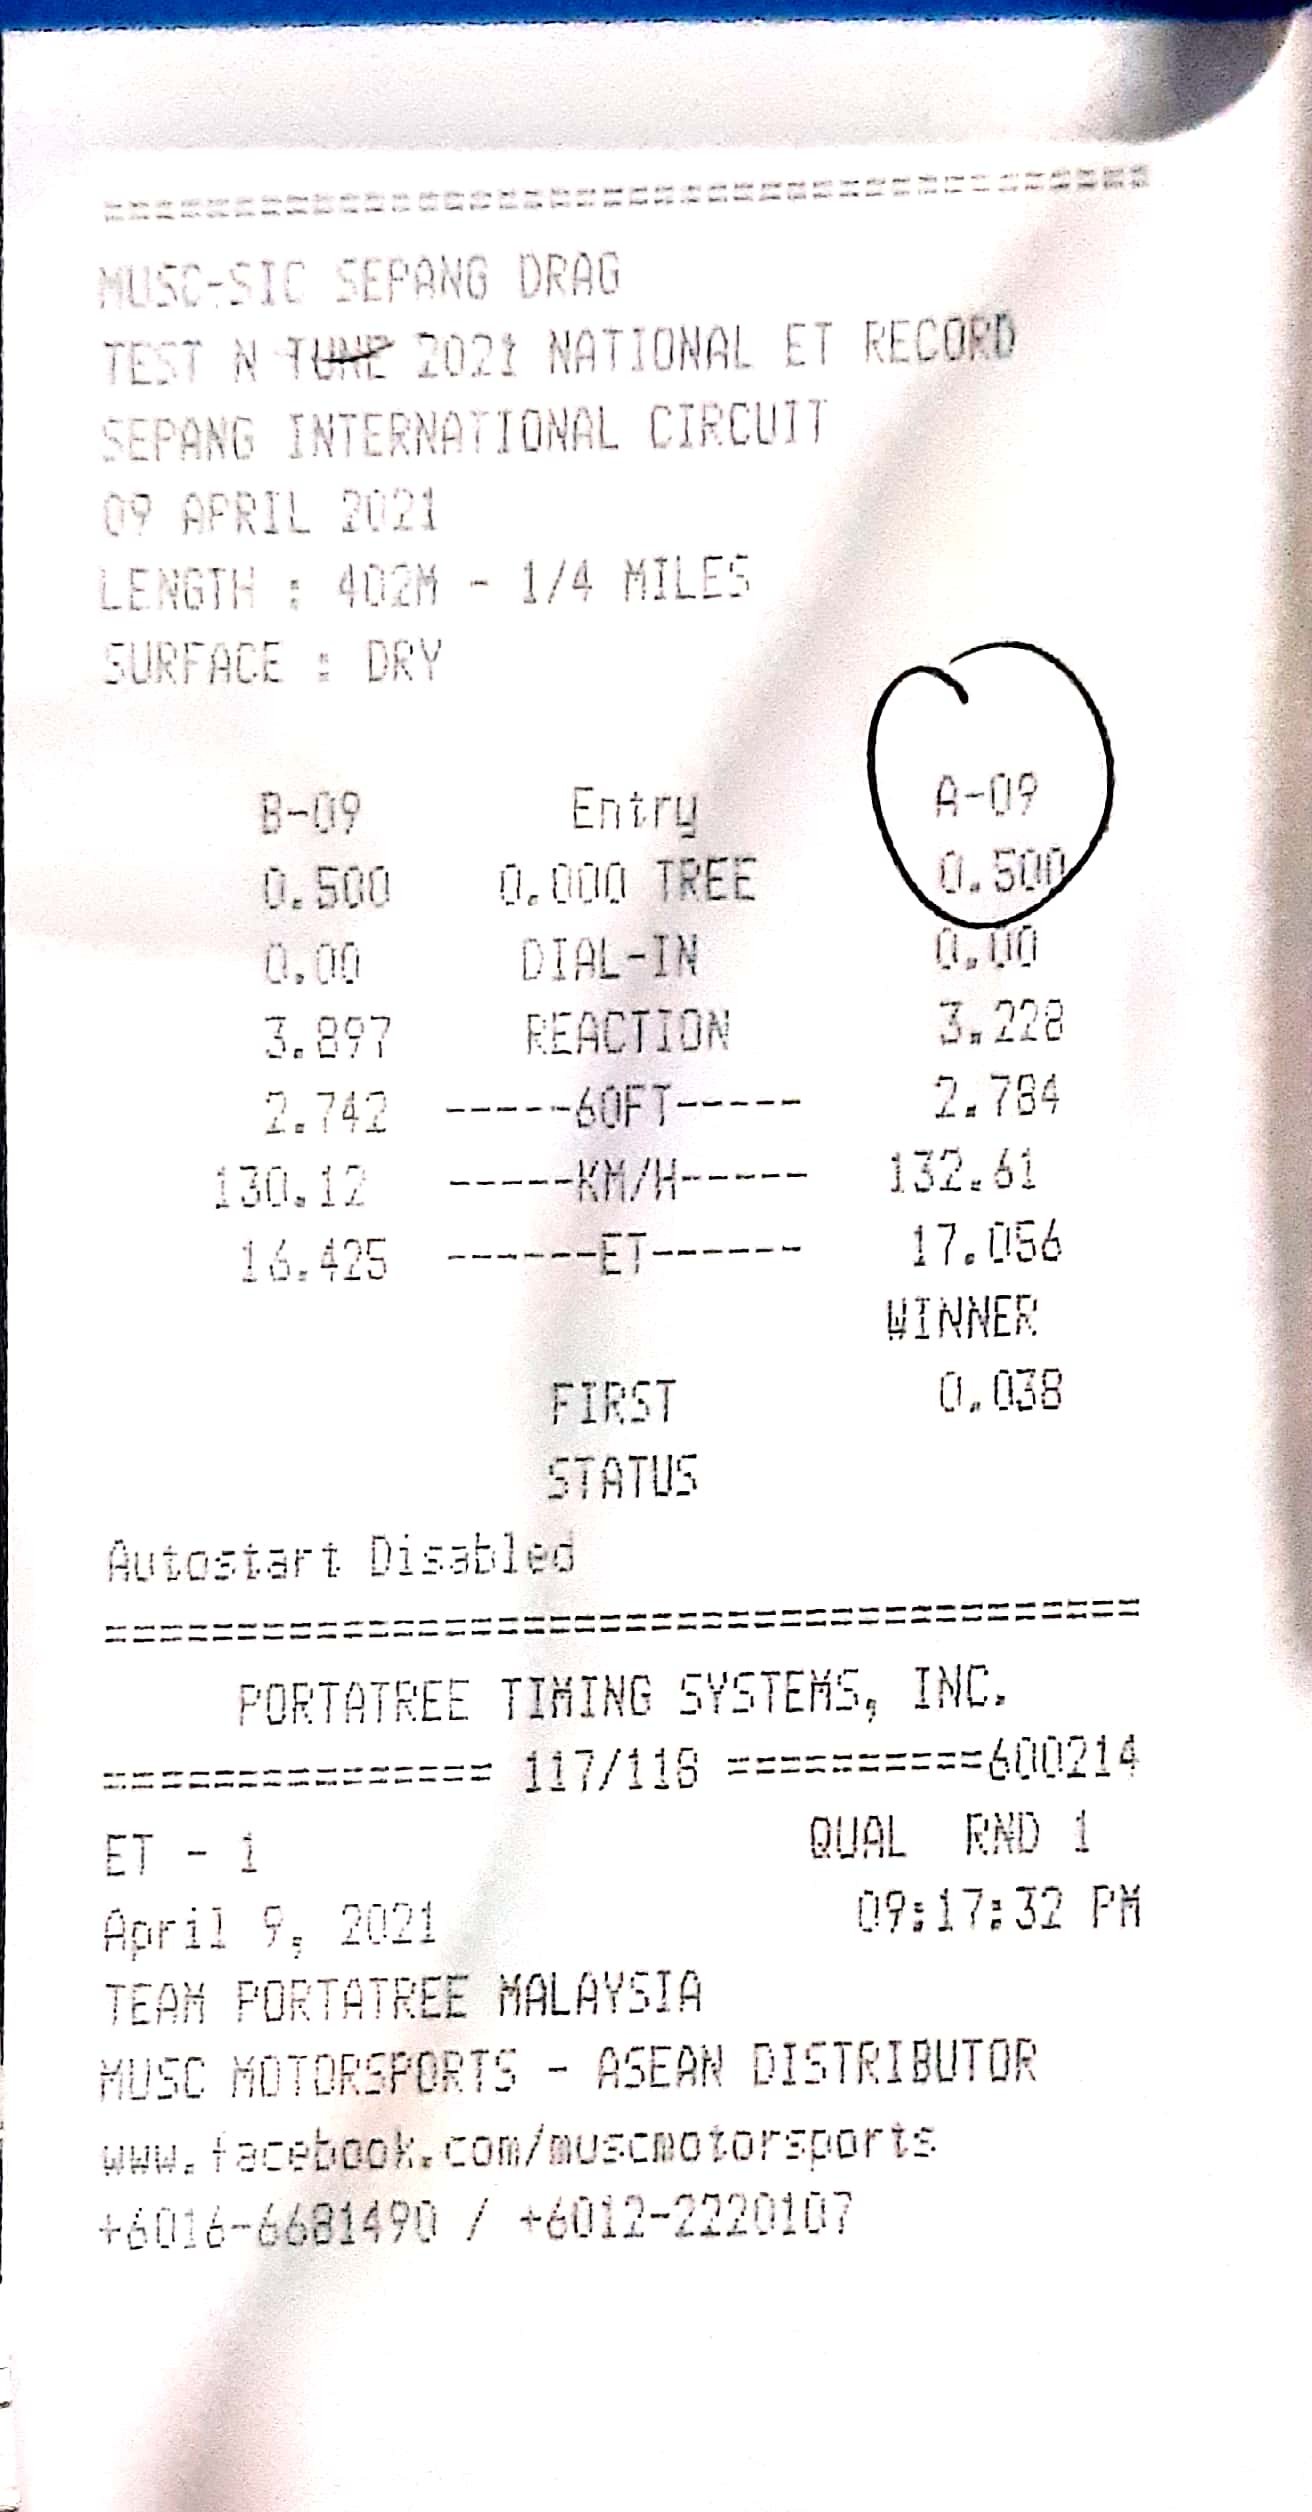 ========================================
MUSC-SIC SEPANG DRAG
TEST N TUNE 2021 NATIONAL ET RECORD
SEPANG INTERNATIONAL CIRCUIT
09 APRIL 2021
LENGTH : 402M - 1/4 MILES
SURFACE : DRY
B-09 Entry A-09
0.500 0.000 TREE 0.500
0.00 DIAL-IN 0.00
3.897 REACTION 3.228
2.742 -----60FT----- 2.784
130.12 -----KM/H----- 132.61
16.425 ------ET------ 17.056
WINNER
FIRST 0.038
STATUS
Autostart Disabled
========================================
PORTATREE TIMING SYSTEMS, INC.
=============== 117/118 ==========600214
ET - 1 QUAL RND 1
April 9, 2021 09:17:32 PM
TEAM PORTATREE MALAYSIA
MUSC MOTORSPORTS - ASEAN DISTRIBUTOR
www.facebook.com/muscmotorsports
+6016-6681490 / +6012-2220107